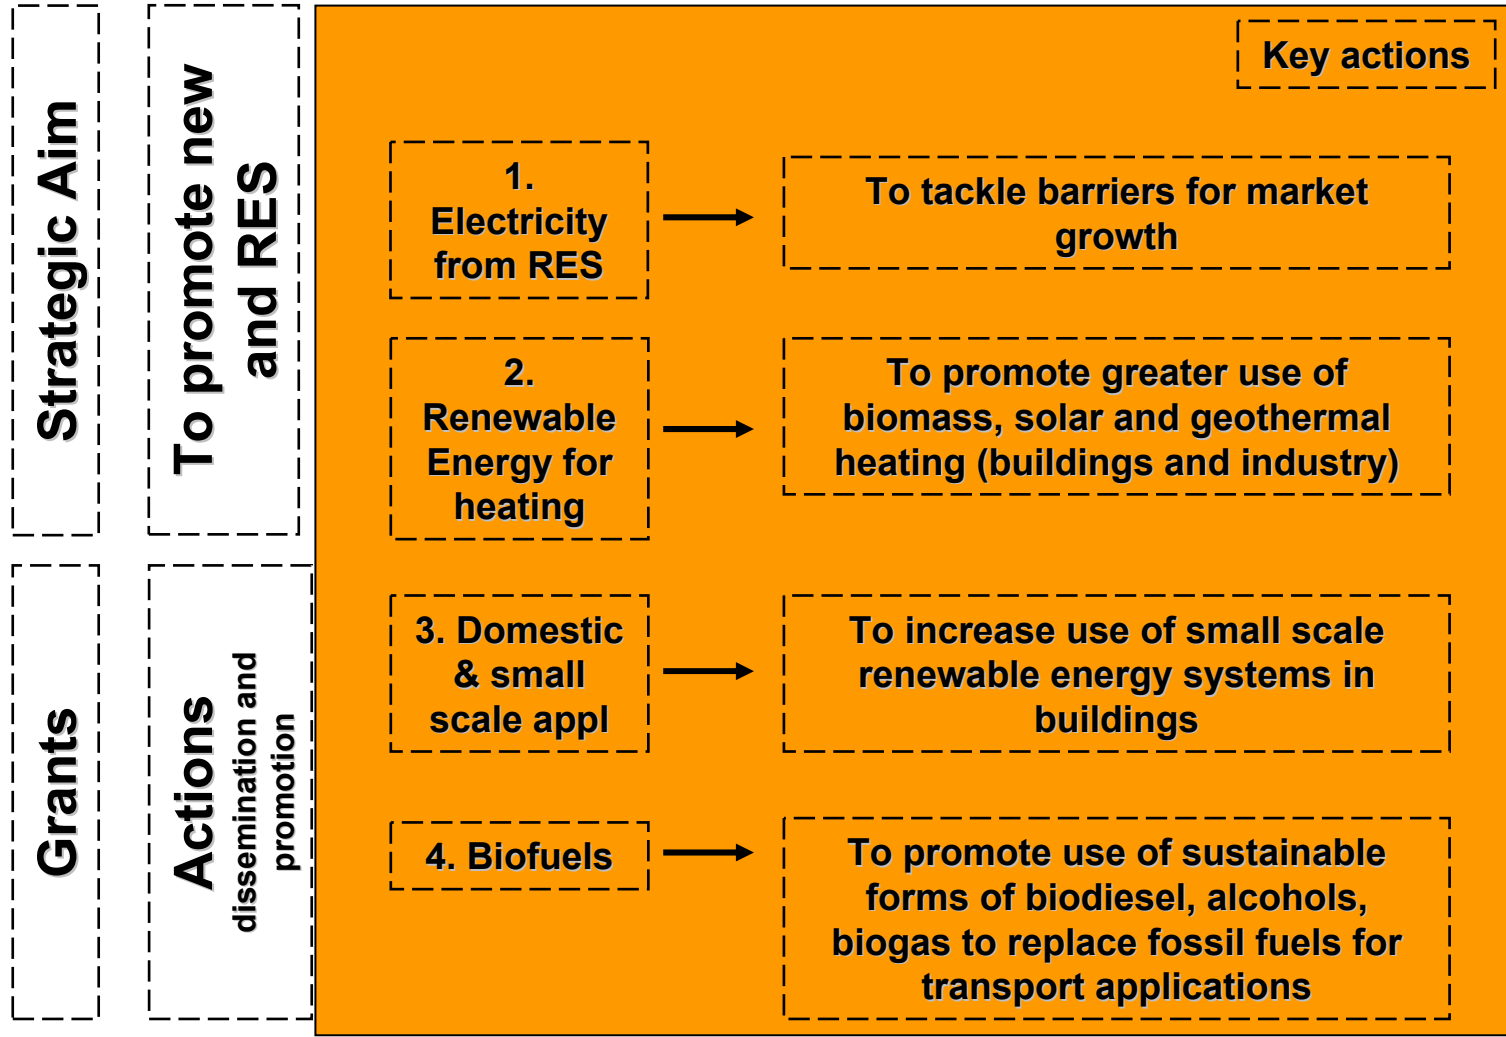 Strategic Aim
To promote new
and RES
Grants
Actions
dissemination and
promotion
Key actions
1.
Electricity
from RES
To tackle barriers for market
growth
2.
Renewable
Energy for
heating
To promote greater use of
biomass, solar and geothermal
heating (buildings and industry)
3. Domestic
& small
scale appl
To increase use of small scale
renewable energy systems in
buildings
4. Biofuels
To promote use of sustainable
forms of biodiesel, alcohols,
biogas to replace fossil fuels for
transport applications